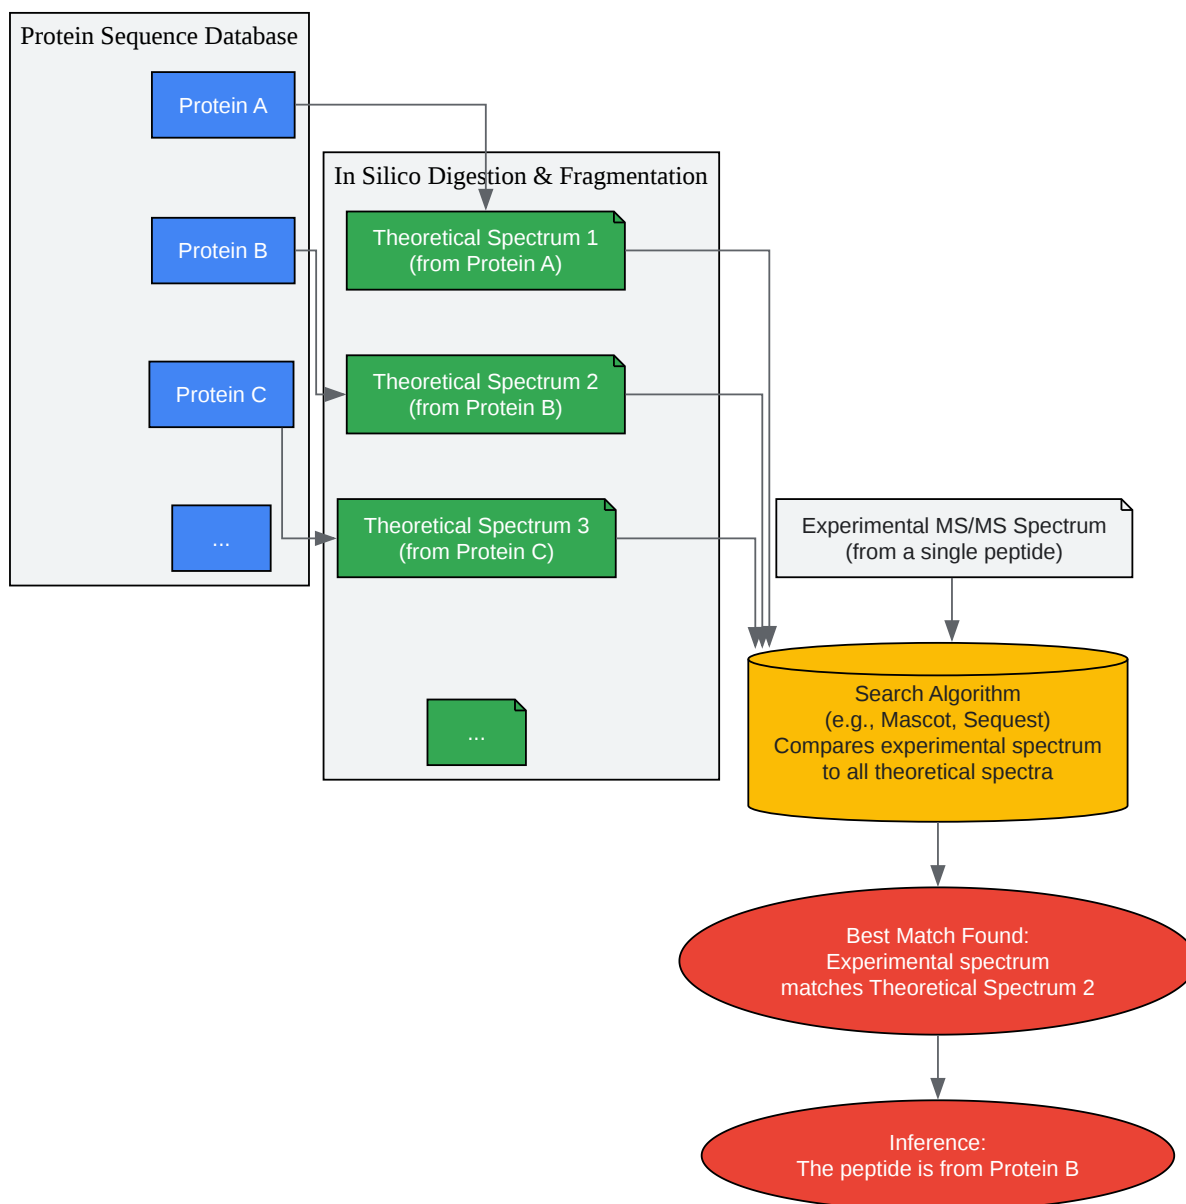 Protein Sequence Database
Protein A
In Silico Digestion & Fragmentation
Theoretical Spectrum 1
(from Protein A)
Protein B
Theoretical Spectrum 2
(from Protein B)
Protein C
Theoretical Spectrum 3
(from Protein C)
...
Experimental MS/MS Spectrum
(from a single peptide)
...
Search Algorithm
(e.g., Mascot, Sequest)
Compares experimental spectrum
to all theoretical spectra
Best Match Found:
Experimental spectrum
matches Theoretical Spectrum 2
Inference:
The peptide is from Protein B